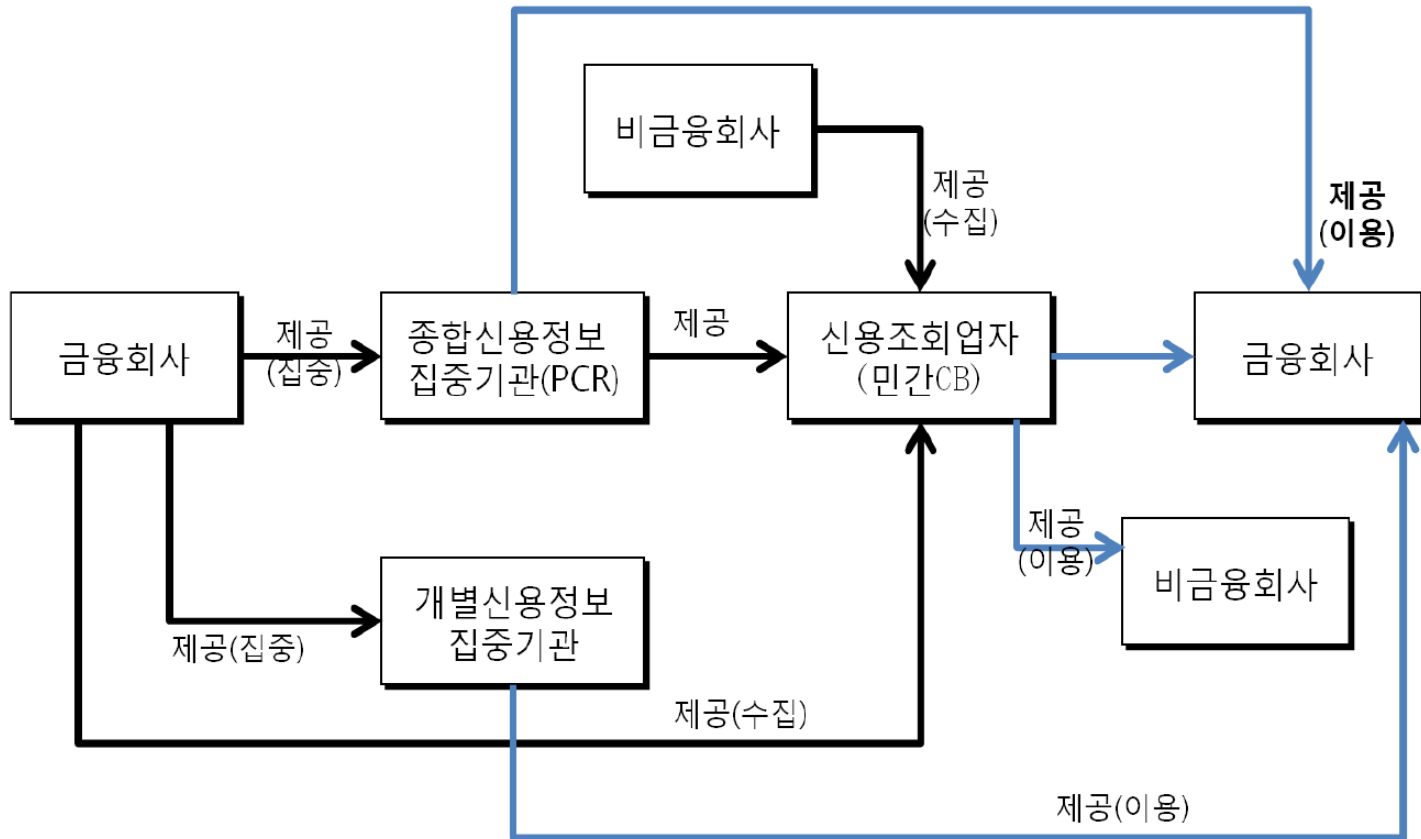 비금융회사
제공
(수집)
제공
(이용)
금융회사
제공
(집중)
종합신용정보
집중기관(PCR)
제공
신용조회업자
(민간CB)
금융회사
제공
(이용)
비금융회사
개별신용정보
집중기관
제공(집중)
제공(수집)
제공(이용)